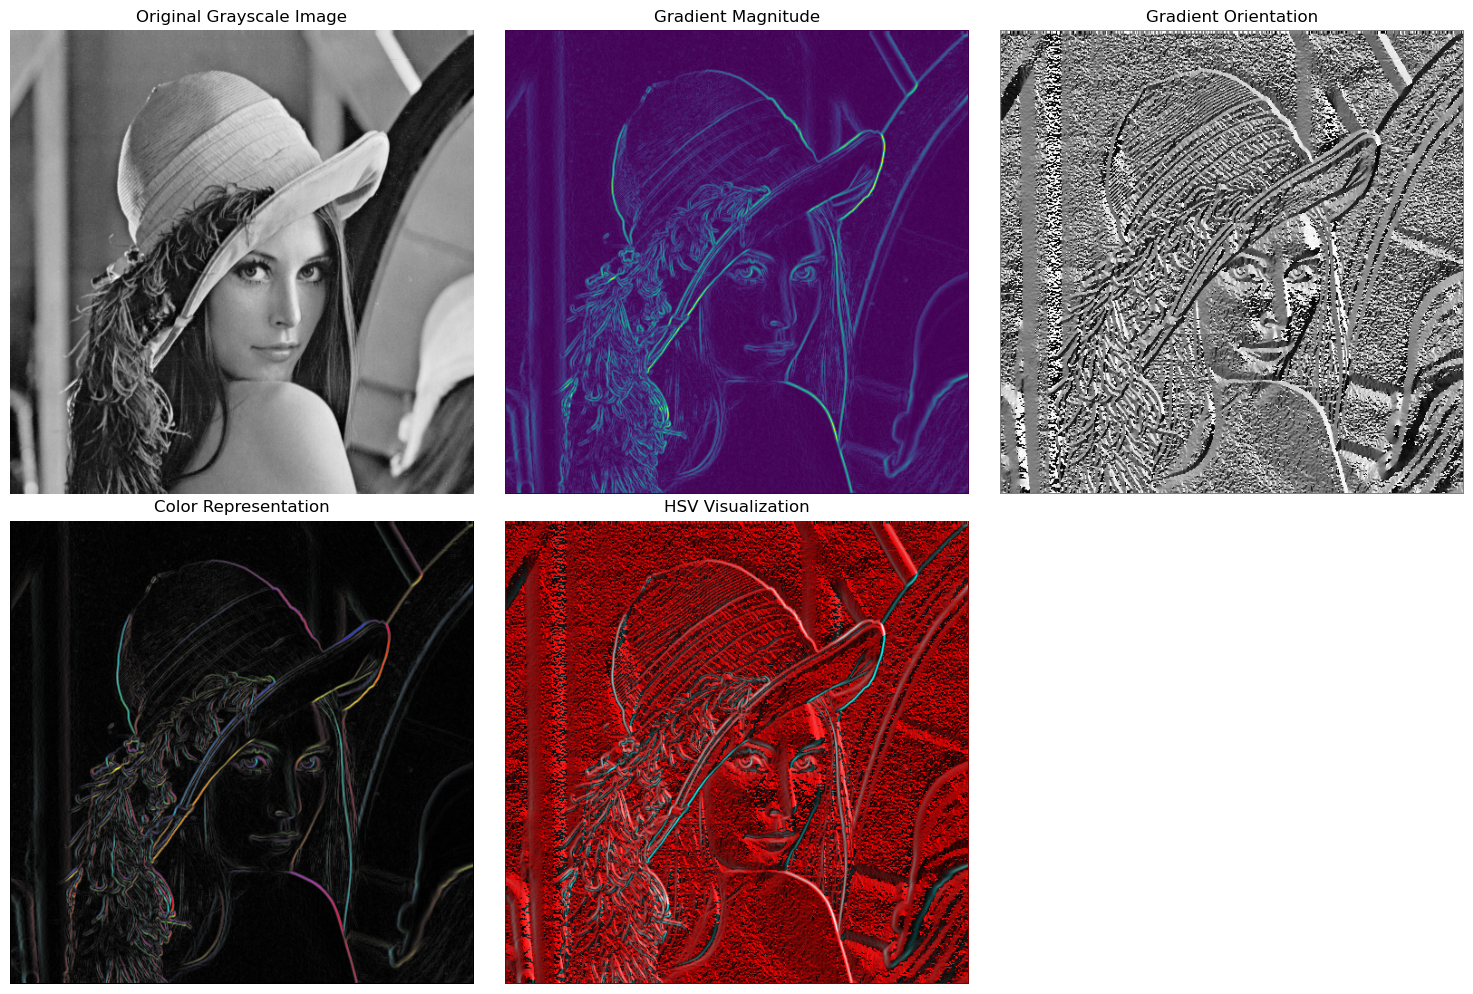 Original Grayscale Image
Gradient Magnitude
Gradient Orientation
Color Representation
HSV Visualization